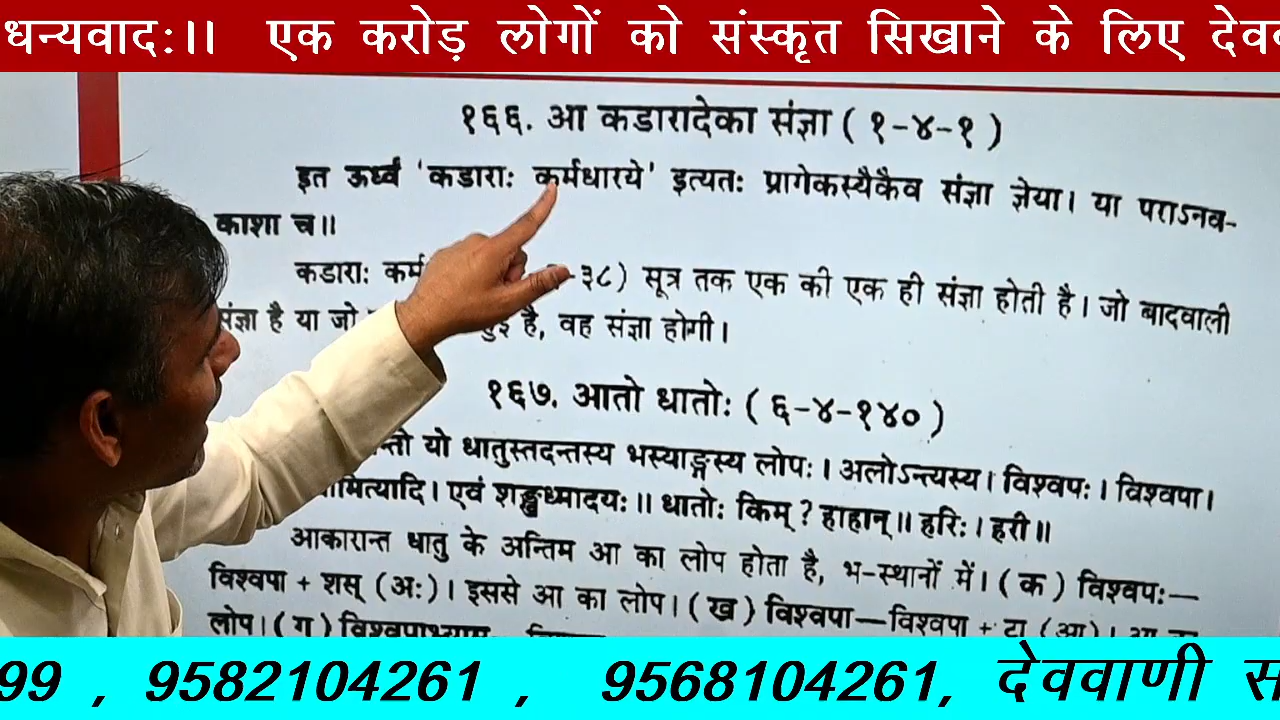 धन्यवादः।। एक करोड़ लोगों को संस्कृत सिखाने के लिए
१६६. आ कडारादेका संज्ञा ( १-४-१ )
इत ऊर्ध्वं 'कडाराः कर्मधारये' इत्यतः प्रागेकस्यैकैव संज्ञा ज्ञेया। या पराऽनव-
काशा च॥
कडाराः -३८) सूत्र तक एक की एक ही संज्ञा होती है। जो बादवाली
संज्ञा है या जो है, वह संज्ञा होगी।
१६७. आतो धातोः ( ६-४-१४० )
यो धातुस्तदन्तस्य भस्याङ्गस्य लोपः। अलोऽन्त्यस्य। विश्वपः। विश्वपा।
एवं शङ्खध्मादयः॥ धातोः किम् ? हाहान्॥ हरिः। हरी॥
आकारान्त धातु के अन्तिम आ का लोप होता है, भ-स्थानों में। ( क ) विश्वपः—
विश्वपा + शस् (अः)। इससे आ का लोप। ( ख ) विश्वपा—विश्वपा + टा (आ)।
लोप। (ग)
99 , 9582104261 , 9568104261, देववाणी